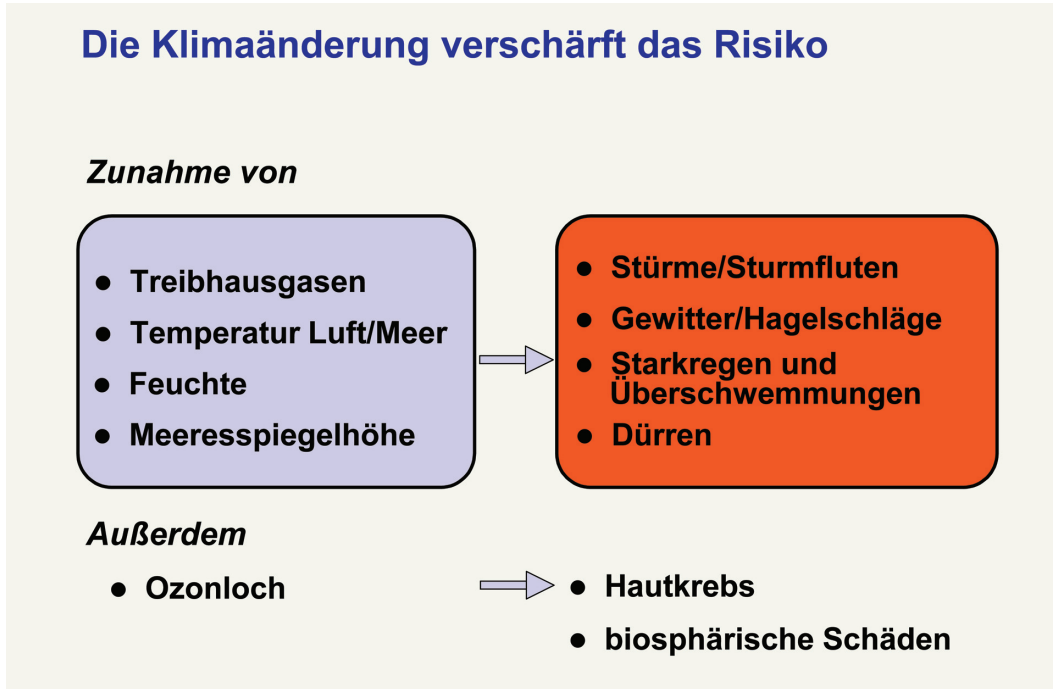 Die Klimaänderung verschärft das Risiko
Zunahme von
● Treibhausgasen
● Temperatur Luft/Meer
● Feuchte
● Meeresspiegelhöhe
● Stürme/Sturmfluten
● Gewitter/Hagelschläge
● Starkregen und
Überschwemmungen
● Dürren
Außerdem
● Ozonloch
● Hautkrebs
● biosphärische Schäden